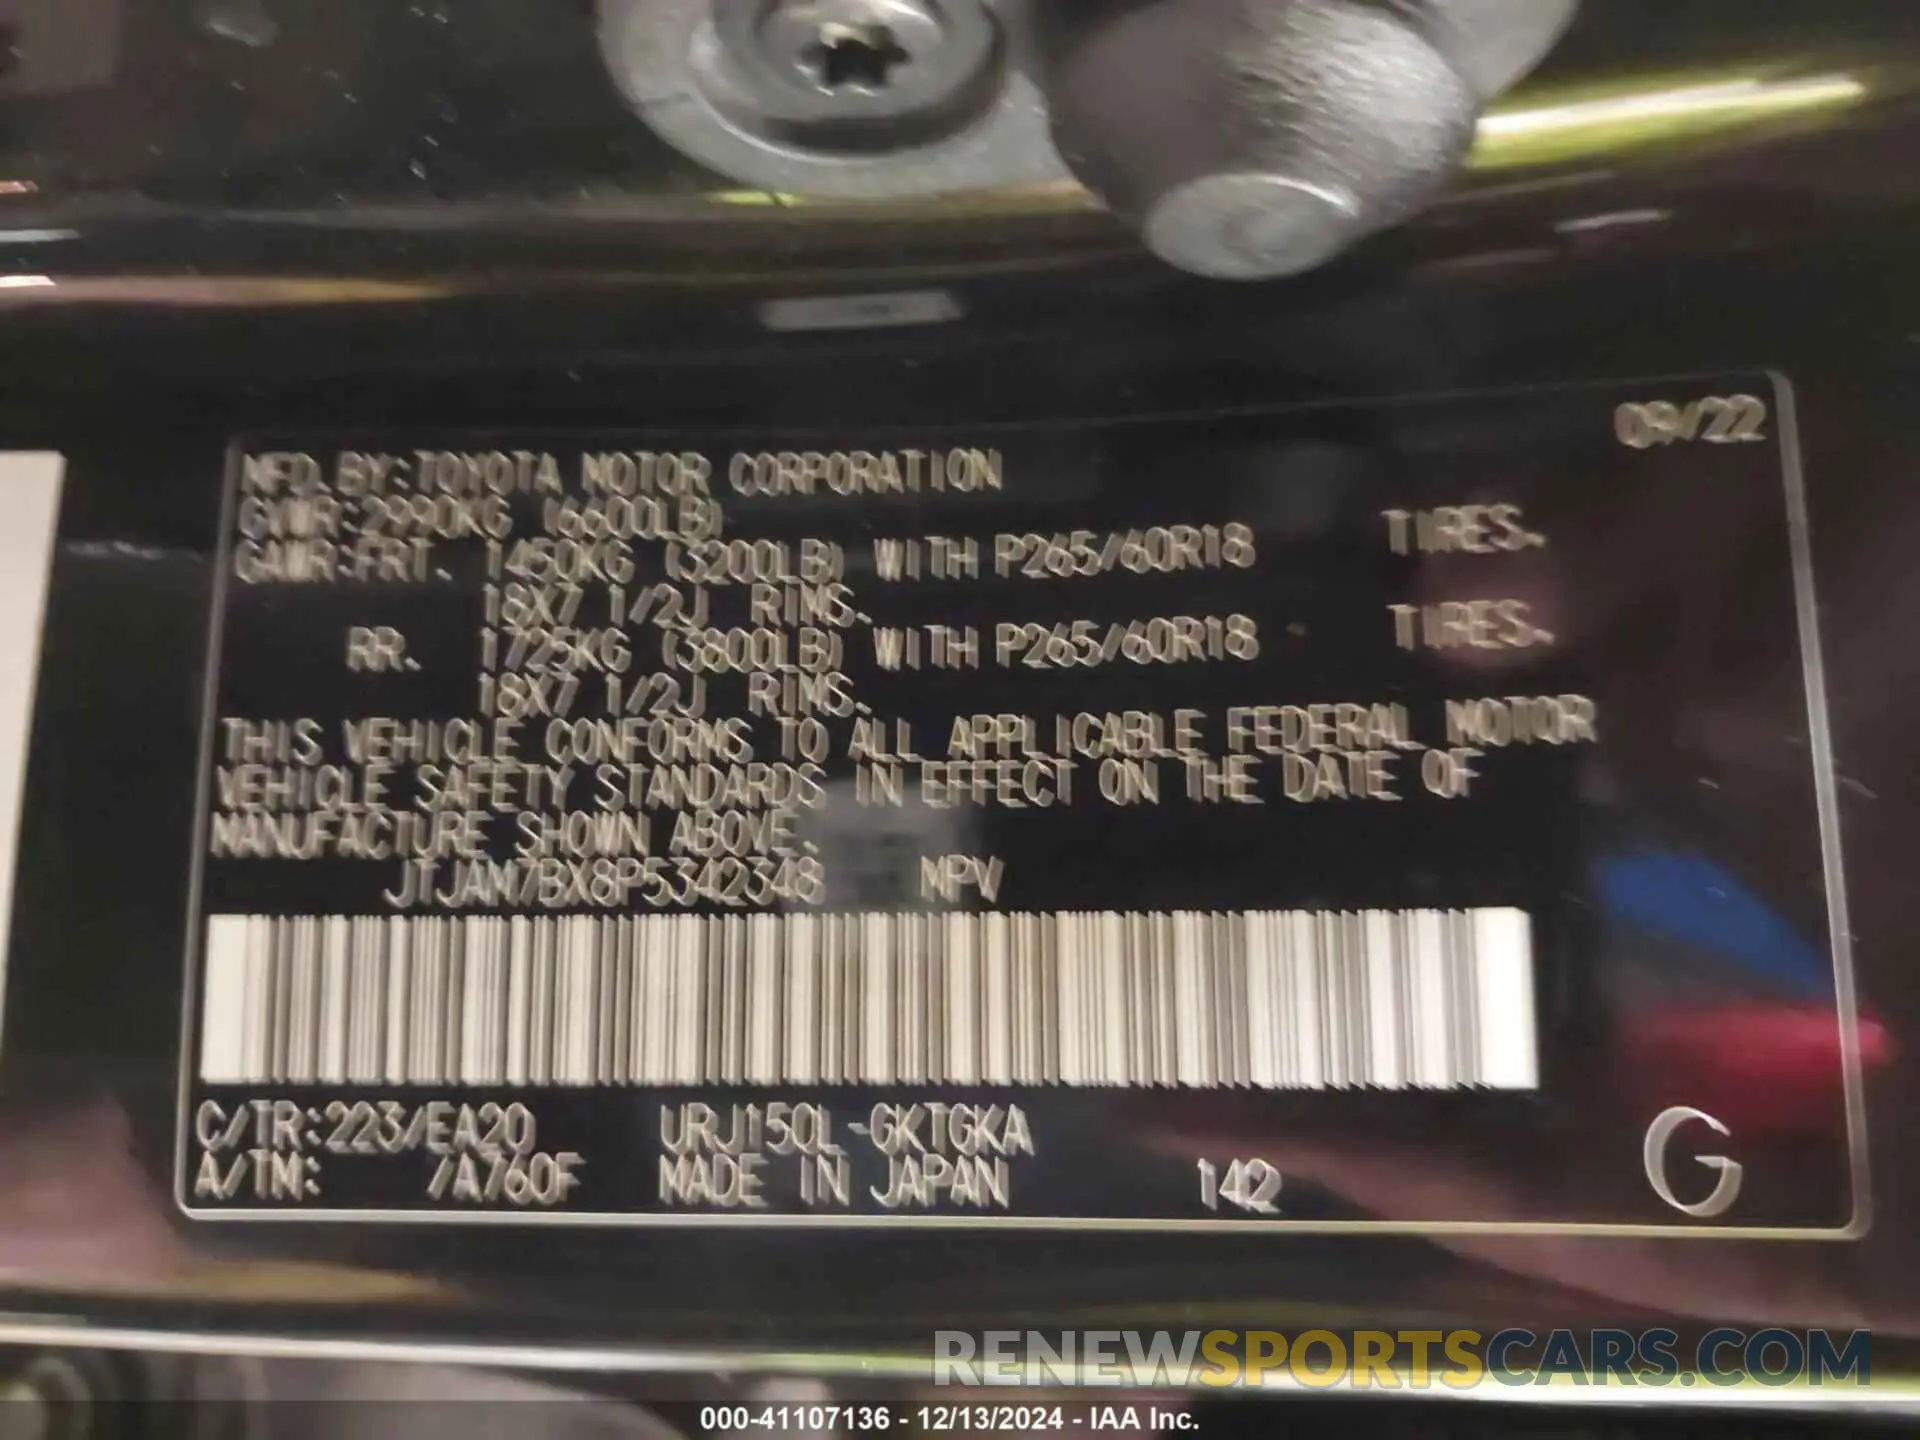 09/22
MFD. BY: TOYOTA MOTOR CORPORATION
GVWR: 2990KG (6600LB)
GAWR: FRT. 1450KG (3200LB) WITH P265/60R18 TIRES.
18X7 1/2J RIMS.
RR. 1725KG (3800LB) WITH P265/60R18 TIRES.
18X7 1/2J RIMS.
THIS VEHICLE CONFORMS TO ALL APPLICABLE FEDERAL MOTOR
VEHICLE SAFETY STANDARDS IN EFFECT ON THE DATE OF
MANUFACTURE SHOWN ABOVE.
JTJAM7BX8P5342348 MPV
C/TR: 223/EA20 URJ150L-GKTGKA
A/TM: /A760F MADE IN JAPAN 142
G
RENEWSPORTSCARS.COM
000-41107136 - 12/13/2024 - IAA Inc.